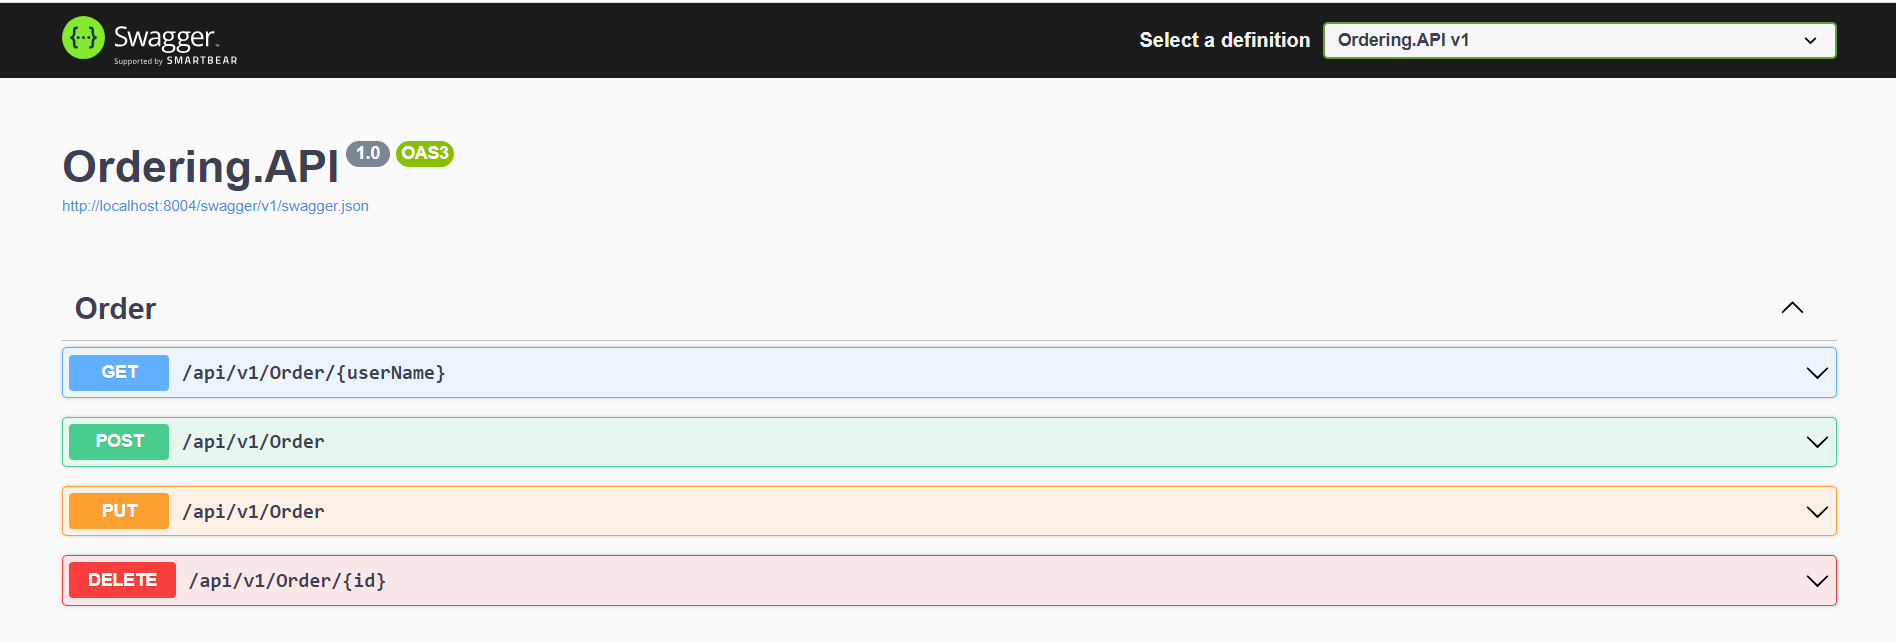 Swagger
Supported by SMARTBEAR
Select a definition
Ordering.API v1
Ordering.API 1.0 OAS3
http://localhost:8004/swagger/v1/swagger.json
Order
GET /api/v1/Order/{userName}
POST /api/v1/Order
PUT /api/v1/Order
DELETE /api/v1/Order/{id}